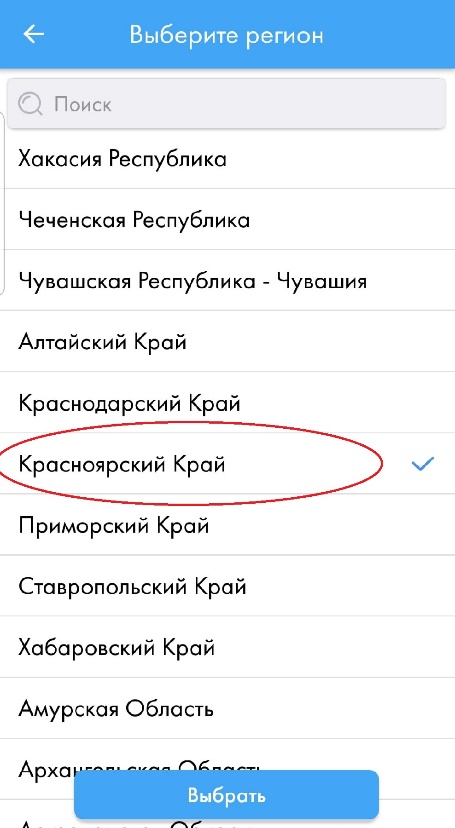 Выберите регион
Поиск
Хакасия Республика
Чеченская Республика
Чувашская Республика - Чувашия
Алтайский Край
Краснодарский Край
Красноярский Край
Приморский Край
Ставропольский Край
Хабаровский Край
Амурская Область
Архангельская Область
Выбрать